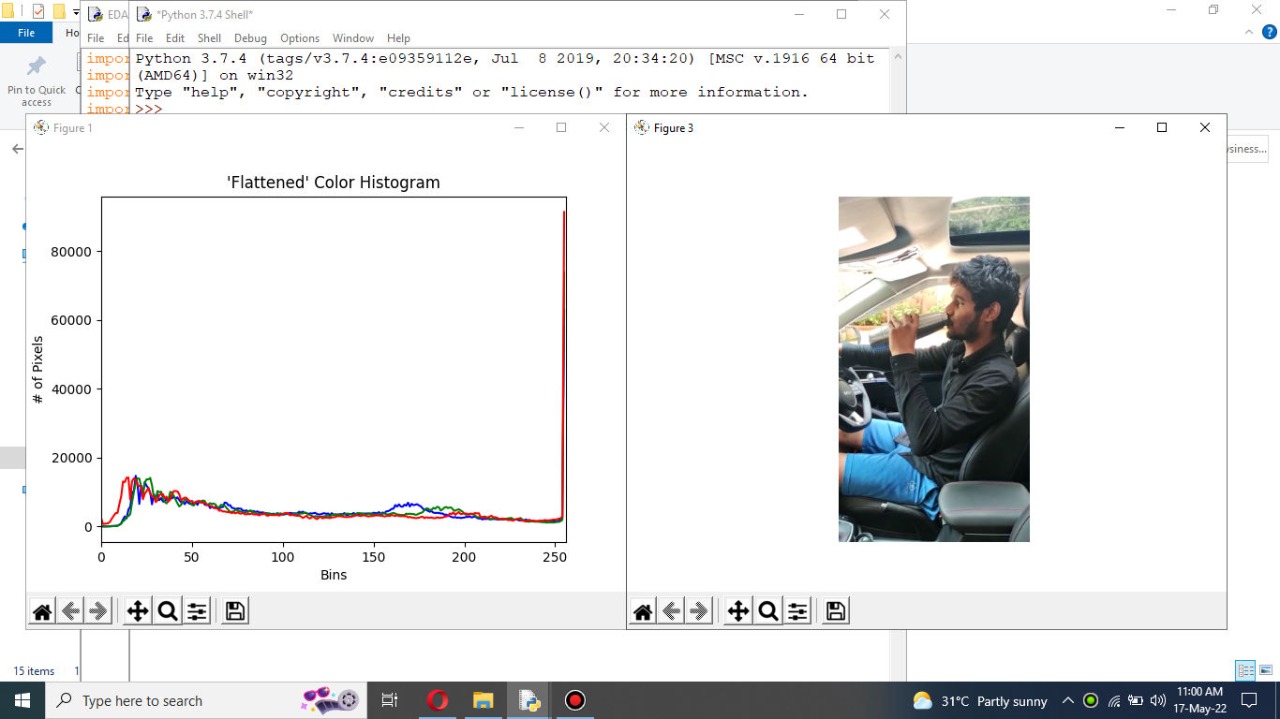 EDA
*Python 3.7.4 Shell*
File
Ho
File Ed
File Edit Shell Debug Options Window Help
Pin to Quick
access
impor
impor
impor
impor
Python 3.7.4 (tags/v3.7.4:e09359112e, Jul  8 2019, 20:34:20) [MSC v.1916 64 bit
(AMD64)] on win32
Type "help", "copyright", "credits" or "license()" for more information.
>>>
Figure 1
Figure 3
siness...
'Flattened' Color Histogram
# of Pixels
80000
60000
40000
20000
0
0 50 100 150 200 250
Bins
15 items 1
Type here to search
31°C Partly sunny
11:00 AM
17-May-22